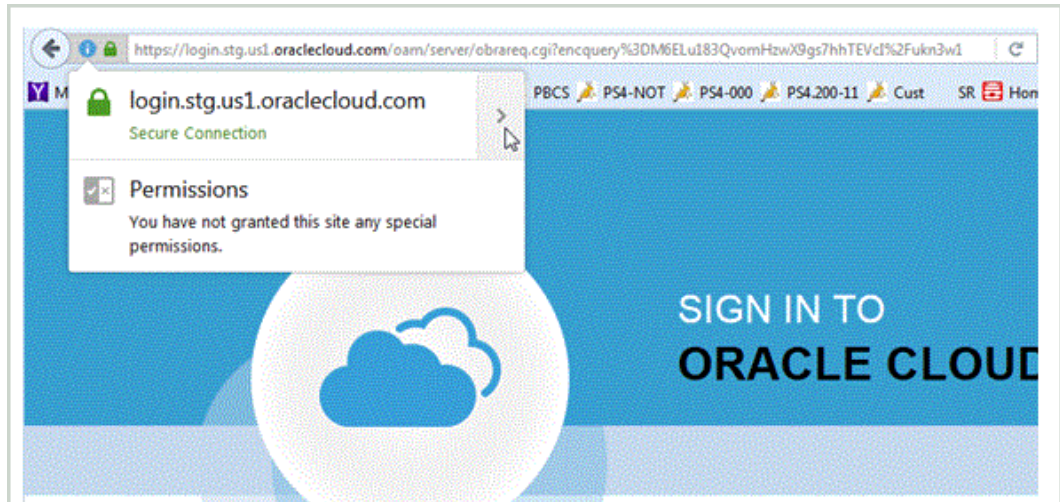 https://login.stg.us1.oraclecloud.com/oam/server/obrareq.cgi?encquery%3DM6ELu183QvomHzwX9gs7hhTEVcI%2Fukn3w1
M
PBCS PS4-NOT PS4-000 PS4.200-11 Cust SR Hon
login.stg.us1.oraclecloud.com
Secure Connection
Permissions
You have not granted this site any special
permissions.
SIGN IN TO
ORACLE CLOUD